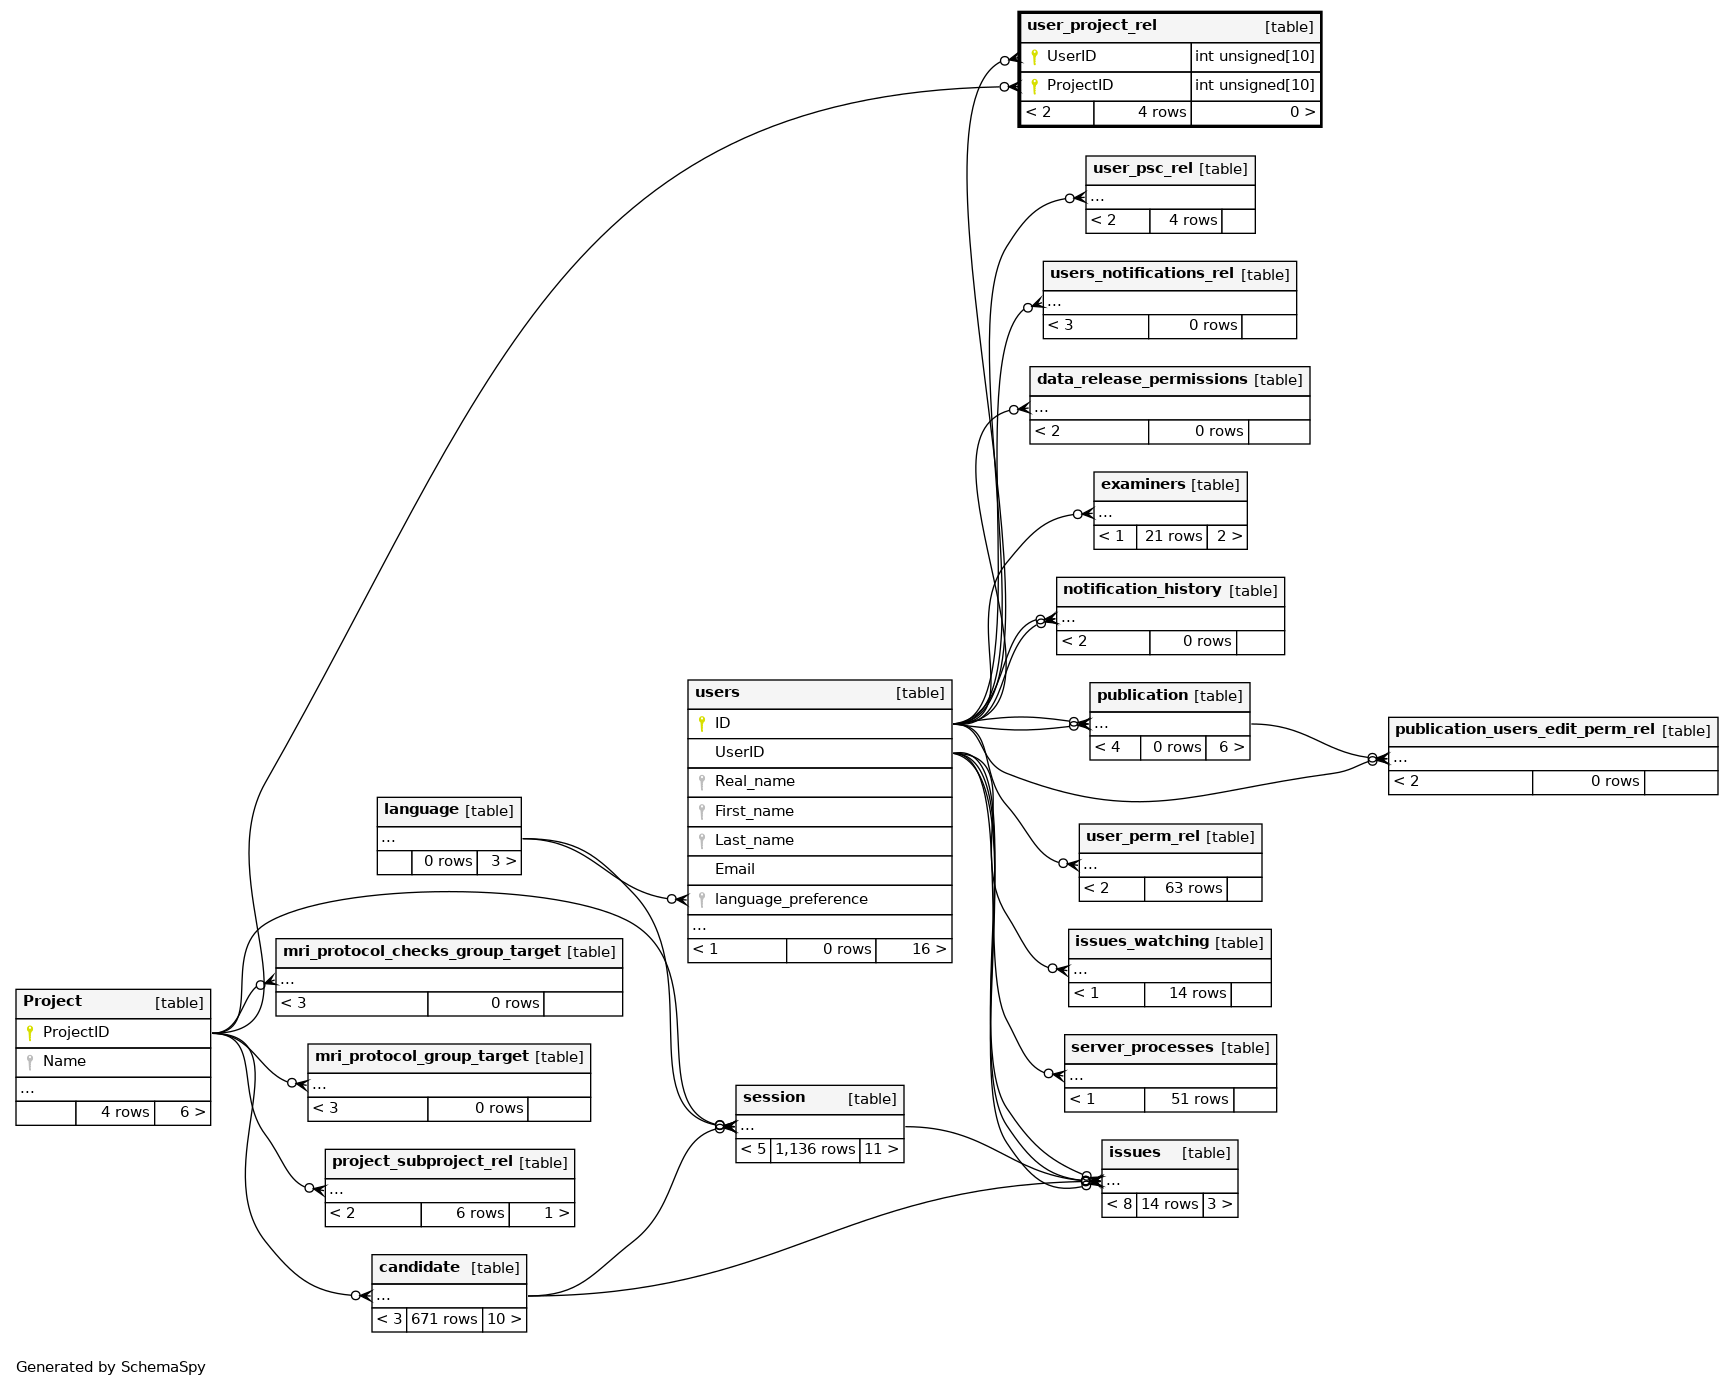 user_project_rel [table]
UserID int unsigned[10]
ProjectID int unsigned[10]
< 2 4 rows 0 >
user_psc_rel [table]
...
< 2 4 rows
users_notifications_rel [table]
...
< 3 0 rows
data_release_permissions [table]
...
< 2 0 rows
examiners [table]
...
< 1 21 rows 2 >
notification_history [table]
...
< 2 0 rows
publication [table]
...
< 4 0 rows 6 >
publication_users_edit_perm_rel [table]
...
< 2 0 rows
users [table]
ID
UserID
Real_name
First_name
Last_name
Email
language_preference
...
< 1 0 rows 16 >
language [table]
...
0 rows 3 >
user_perm_rel [table]
...
< 2 63 rows
issues_watching [table]
...
< 1 14 rows
server_processes [table]
...
< 1 51 rows
issues [table]
...
< 8 14 rows 3 >
mri_protocol_checks_group_target [table]
...
< 3 0 rows
Project [table]
ProjectID
Name
...
4 rows 6 >
mri_protocol_group_target [table]
...
< 3 0 rows
session [table]
...
< 5 1,136 rows 11 >
project_subproject_rel [table]
...
< 2 6 rows 1 >
candidate [table]
...
< 3 671 rows 10 >
Generated by SchemaSpy